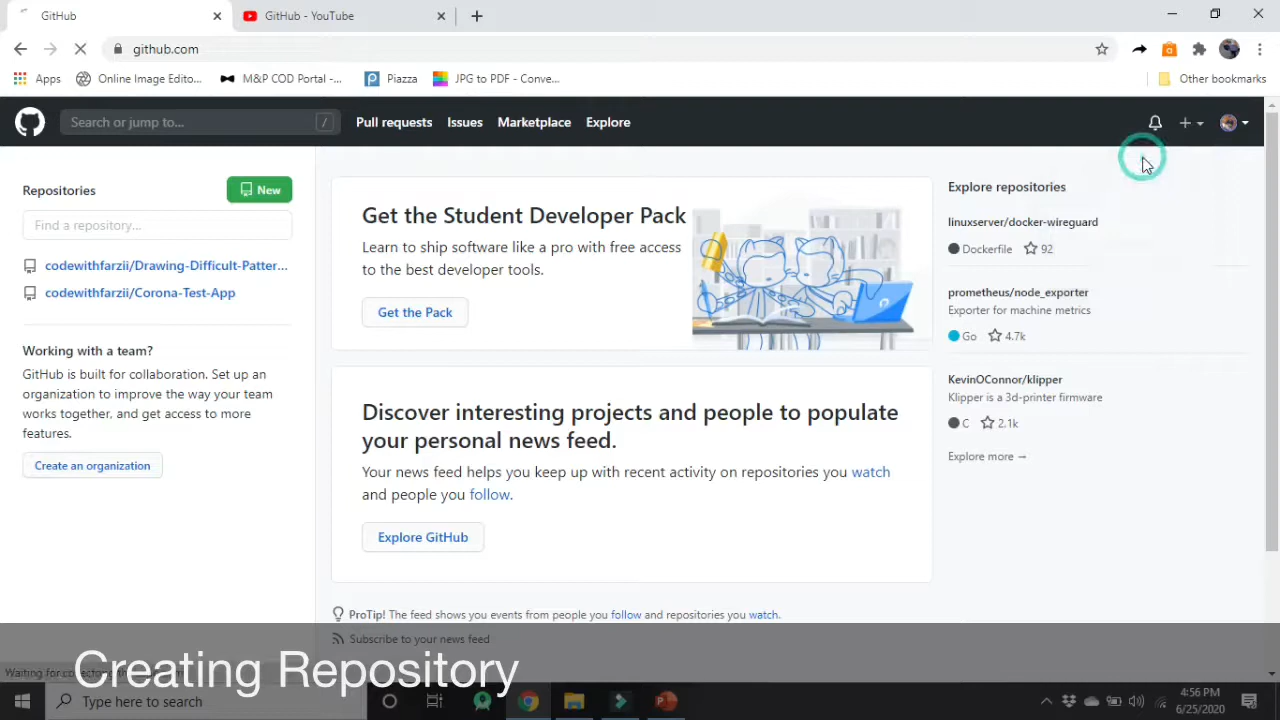 GitHub
GitHub - YouTube
github.com
Apps
Online Image Edito...
M&P COD Portal -...
Piazza
JPG to PDF - Conve...
Other bookmarks
Search or jump to...
/
Pull requests
Issues
Marketplace
Explore
Repositories
New
Find a repository...
codewithfarzii/Drawing-Difficult-Patter...
codewithfarzii/Corona-Test-App
Working with a team?
GitHub is built for collaboration. Set up an
organization to improve the way your team
works together, and get access to more
features.
Create an organization
Get the Student Developer Pack
Learn to ship software like a pro with free access
to the best developer tools.
Get the Pack
Discover interesting projects and people to populate
your personal news feed.
Your news feed helps you keep up with recent activity on repositories you watch
and people you follow.
Explore GitHub
ProTip! The feed shows you events from people you follow and repositories you watch.
Subscribe to your news feed
Explore repositories
linuxserver/docker-wireguard
Dockerfile 92
prometheus/node_exporter
Exporter for machine metrics
Go 4.7k
KevinOConnor/klipper
Klipper is a 3d-printer firmware
C 2.1k
Explore more →
Waiting for
Creating Repository
Type here to search
4:56 PM
6/25/2020